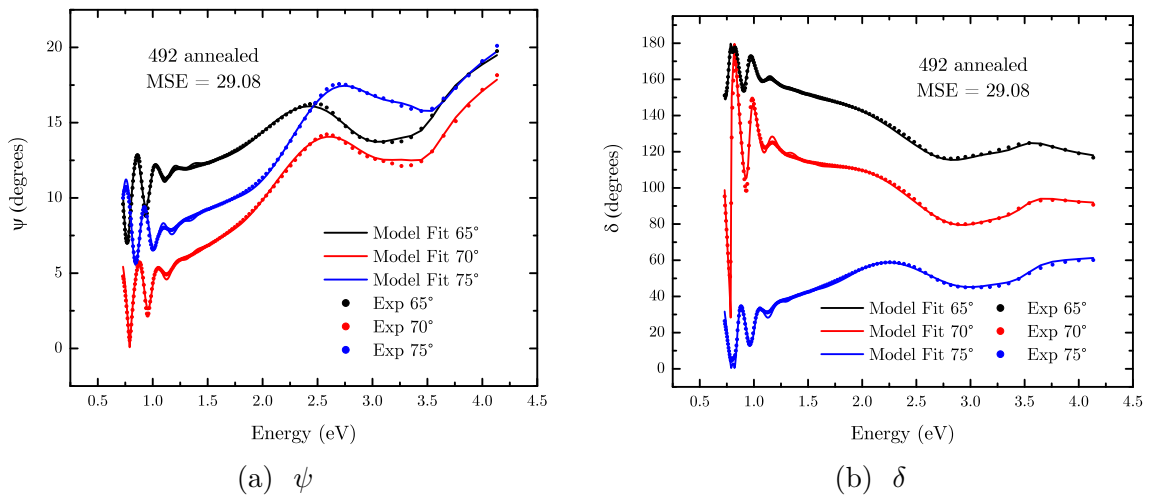 492 annealed
MSE = 29.08
20
15
10
5
0
ψ (degrees)
Model Fit 65°
Model Fit 70°
Model Fit 75°
Exp 65°
Exp 70°
Exp 75°
0.5 1.0 1.5 2.0 2.5 3.0 3.5 4.0 4.5
Energy (eV)
(a) ψ
180
160
140
120
100
80
60
40
20
0
δ (degrees)
492 annealed
MSE = 29.08
Model Fit 65° Exp 65°
Model Fit 70° Exp 70°
Model Fit 75° Exp 75°
0.5 1.0 1.5 2.0 2.5 3.0 3.5 4.0 4.5
Energy (eV)
(b) δ